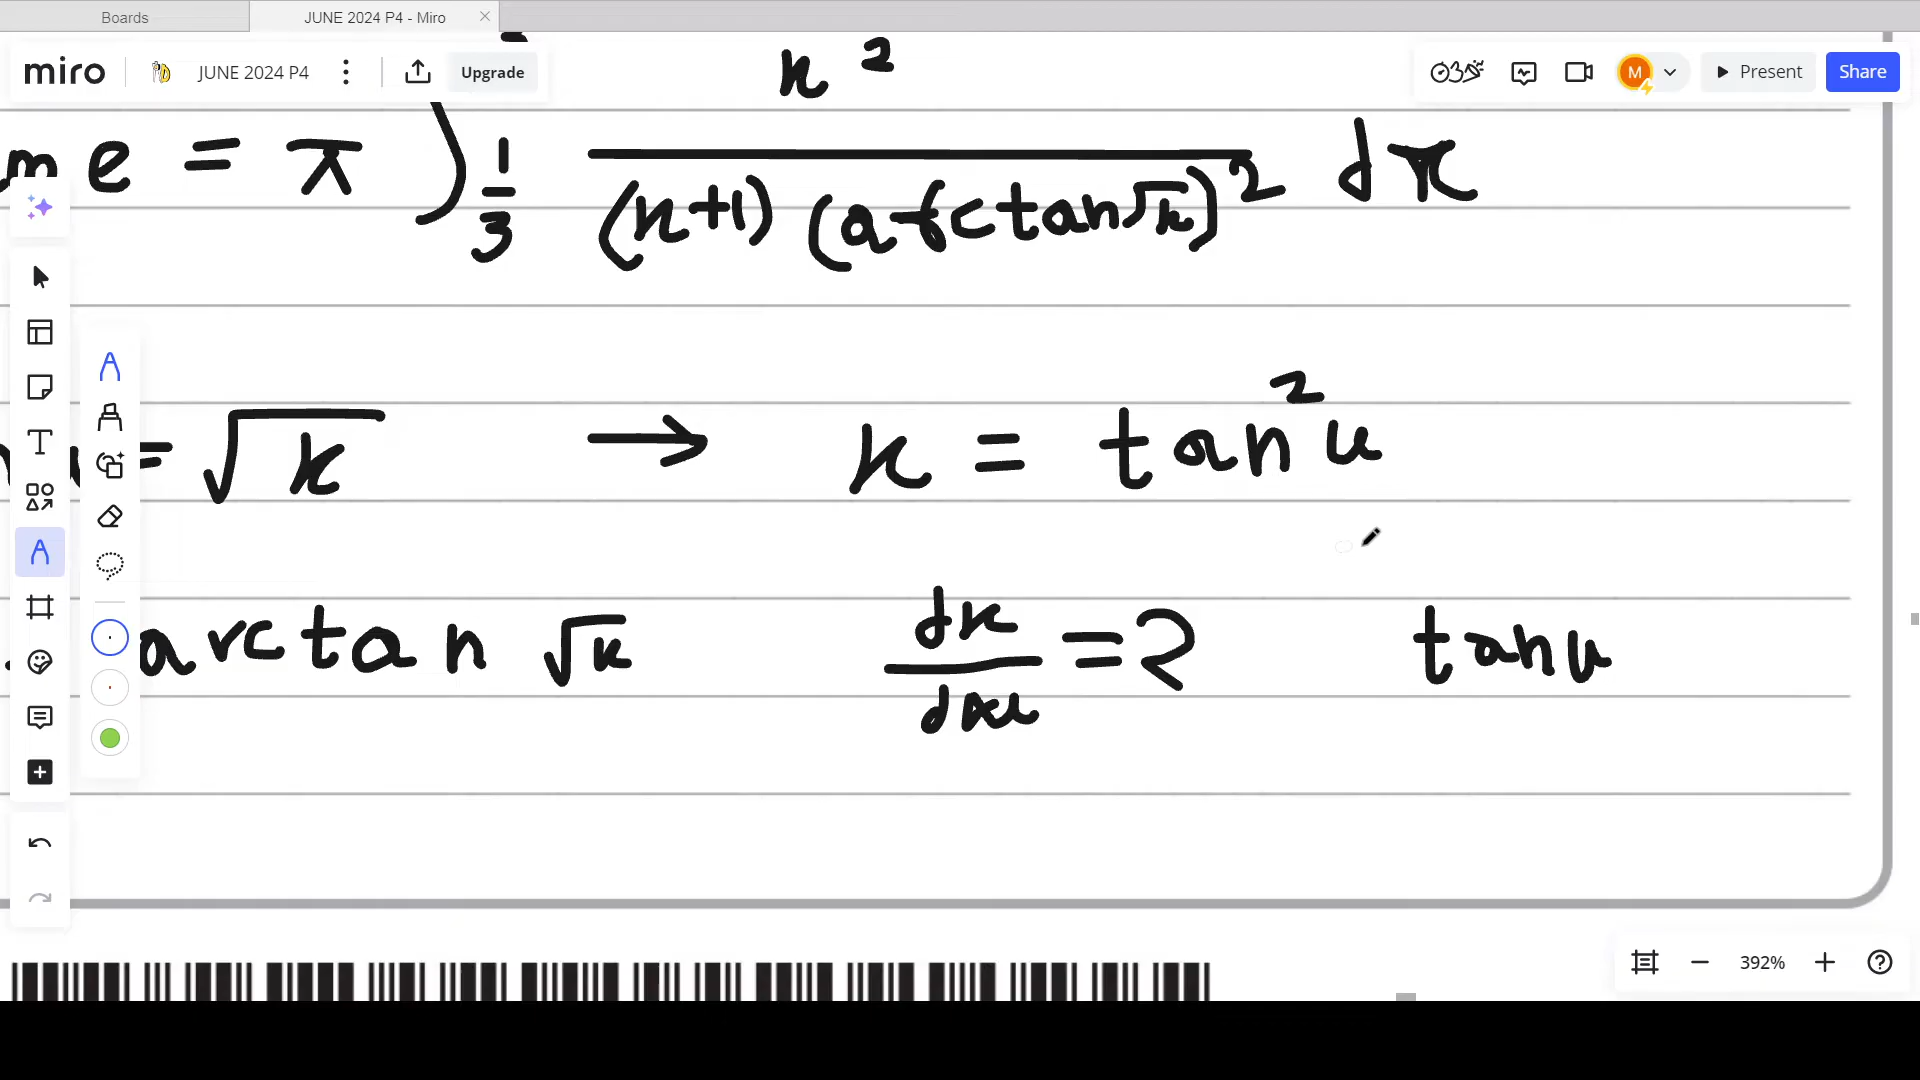 Boards
JUNE 2024 P4 - Miro
miro JUNE 2024 P4 Upgrade
M Present Share
x²
me = π ∫ 1/3 / (x+1) (arctan√x)² dx
= √x → x = tan²u
arctan √x dx/du = 2 tanu
392%